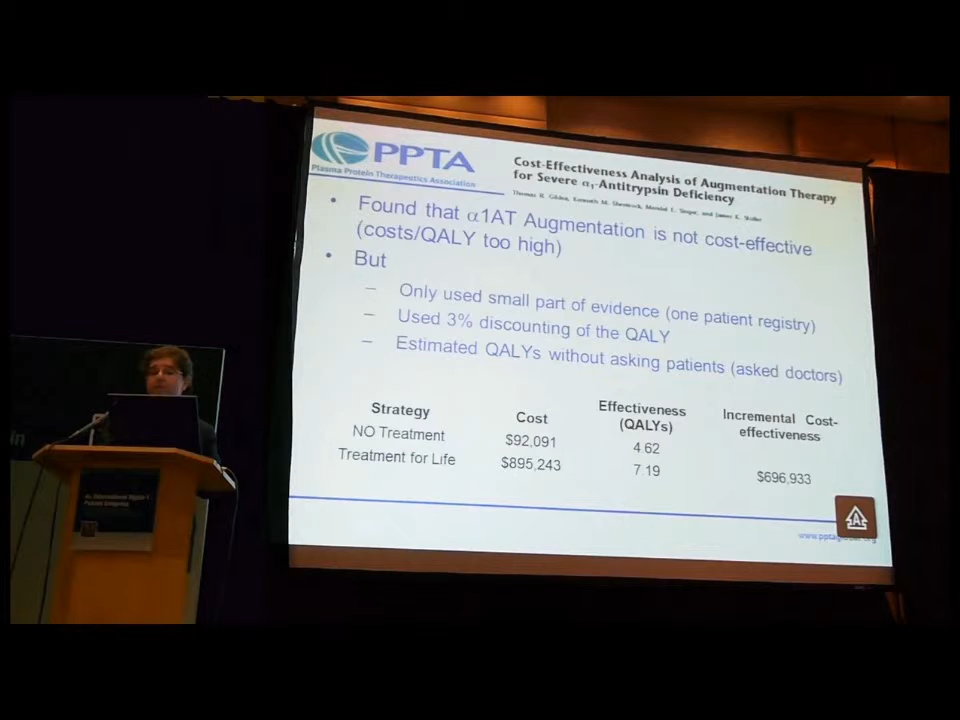 PPTA
Plasma Protein Therapeutics Association
Cost-Effectiveness Analysis of Augmentation Therapy
for Severe α1-Antitrypsin Deficiency
• Found that α1AT Augmentation is not cost-effective
(costs/QALY too high)
• But
– Only used small part of evidence (one patient registry)
– Used 3% discounting of the QALY
– Estimated QALYs without asking patients (asked doctors)
Strategy Cost Effectiveness (QALYs) Incremental Cost-effectiveness
NO Treatment $92,091 4.62
Treatment for Life $895,243 7.19 $696,933
A